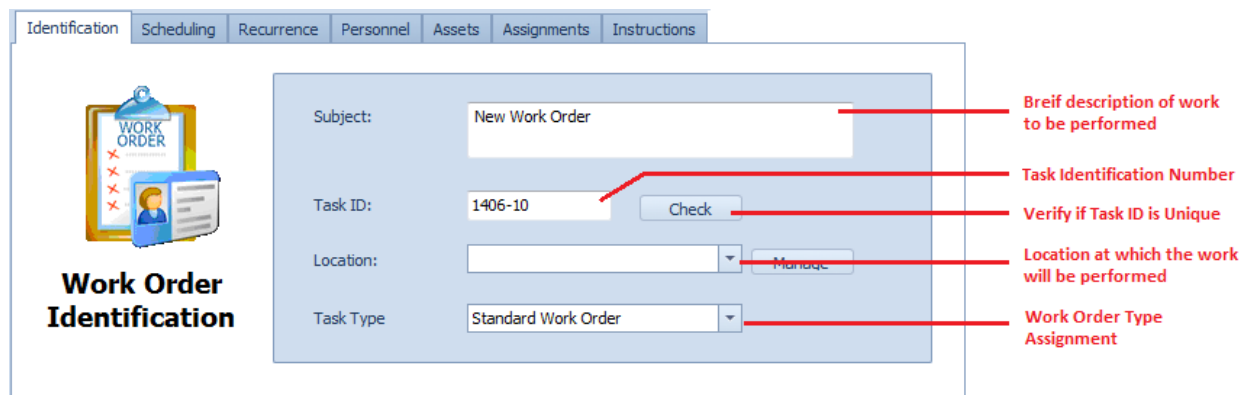 Identification Scheduling Recurrence Personnel Assets Assignments Instructions
WORK
ORDER
Work Order
Identification
Subject: New Work Order
Breif description of work
to be performed
Task ID: 1406-10 Check
Task Identification Number
Verify if Task ID is Unique
Location: Manage
Location at which the work
will be performed
Task Type Standard Work Order
Work Order Type
Assignment